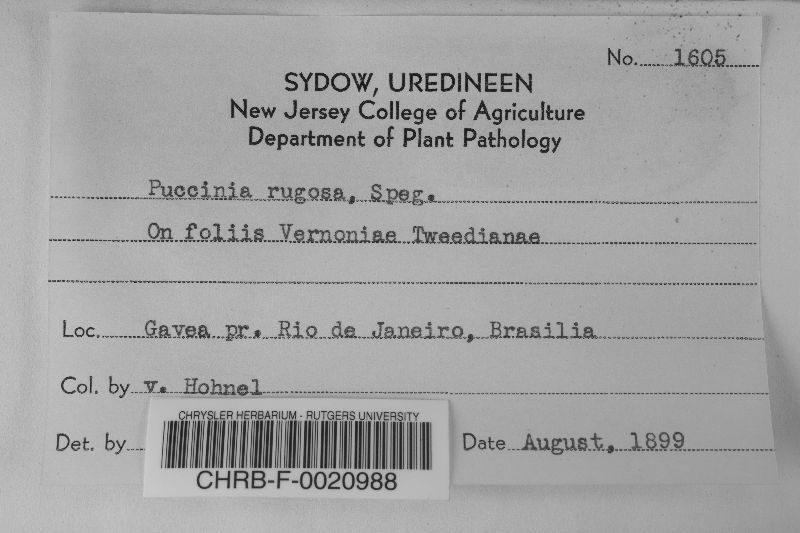 No. 1605
SYDOW, UREDINEEN
New Jersey College of Agriculture
Department of Plant Pathology
Puccinia rugosa, Speg.
On foliis Vernoniae Tweedianae
Loc. Gavea pr. Rio de Janeiro, Brasilia
Col. by v. Hohnel
Det. by
Date August, 1899
CHRYSLER HERBARIUM - RUTGERS UNIVERSITY
CHRB-F-0020988